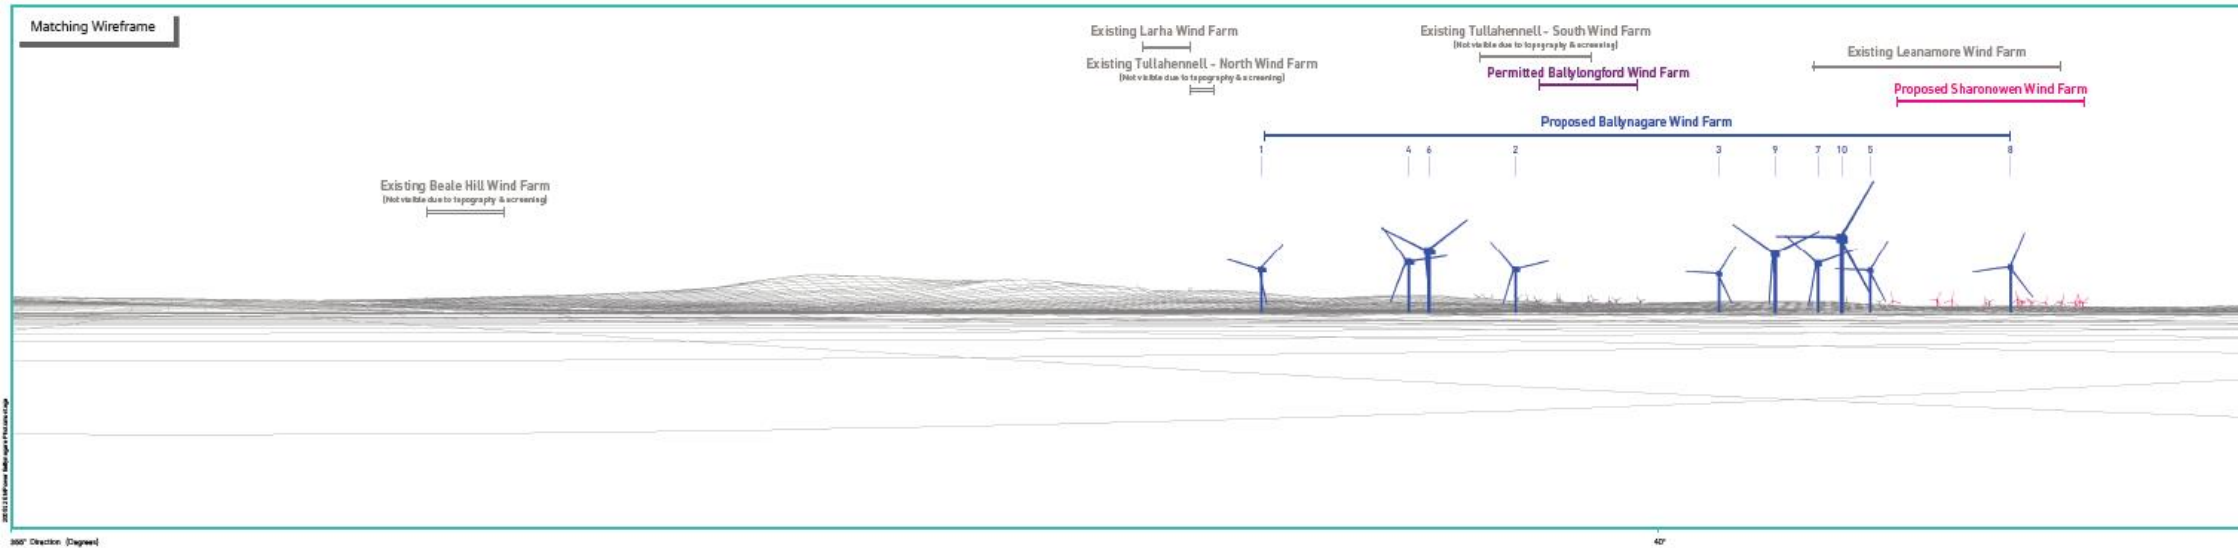 Matching Wireframe
Existing Larha Wind Farm
Existing Tullahennell - North Wind Farm
(Not visible due to topography & screening)
Existing Tullahennell - South Wind Farm
(Not visible due to topography & screening)
Permitted Ballylongford Wind Farm
Existing Leanamore Wind Farm
Proposed Sharonowen Wind Farm
Proposed Ballynagare Wind Farm
1 4 6 2 3 9 7 10 5 8
Existing Beale Hill Wind Farm
(Not visible due to topography & screening)
Direction (Degrees)
40°